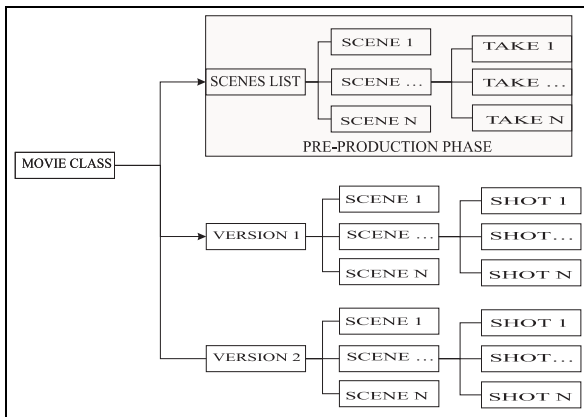 SCENE 1
TAKE 1
SCENES LIST
SCENE ...
TAKE ...
SCENE N
TAKE N
PRE-PRODUCTION PHASE
MOVIE CLASS
SCENE 1
SHOT 1
VERSION 1
SCENE ...
SHOT...
SCENE N
SHOT N
SCENE 1
SHOT 1
VERSION 2
SCENE ...
SHOT...
SCENE N
SHOT N